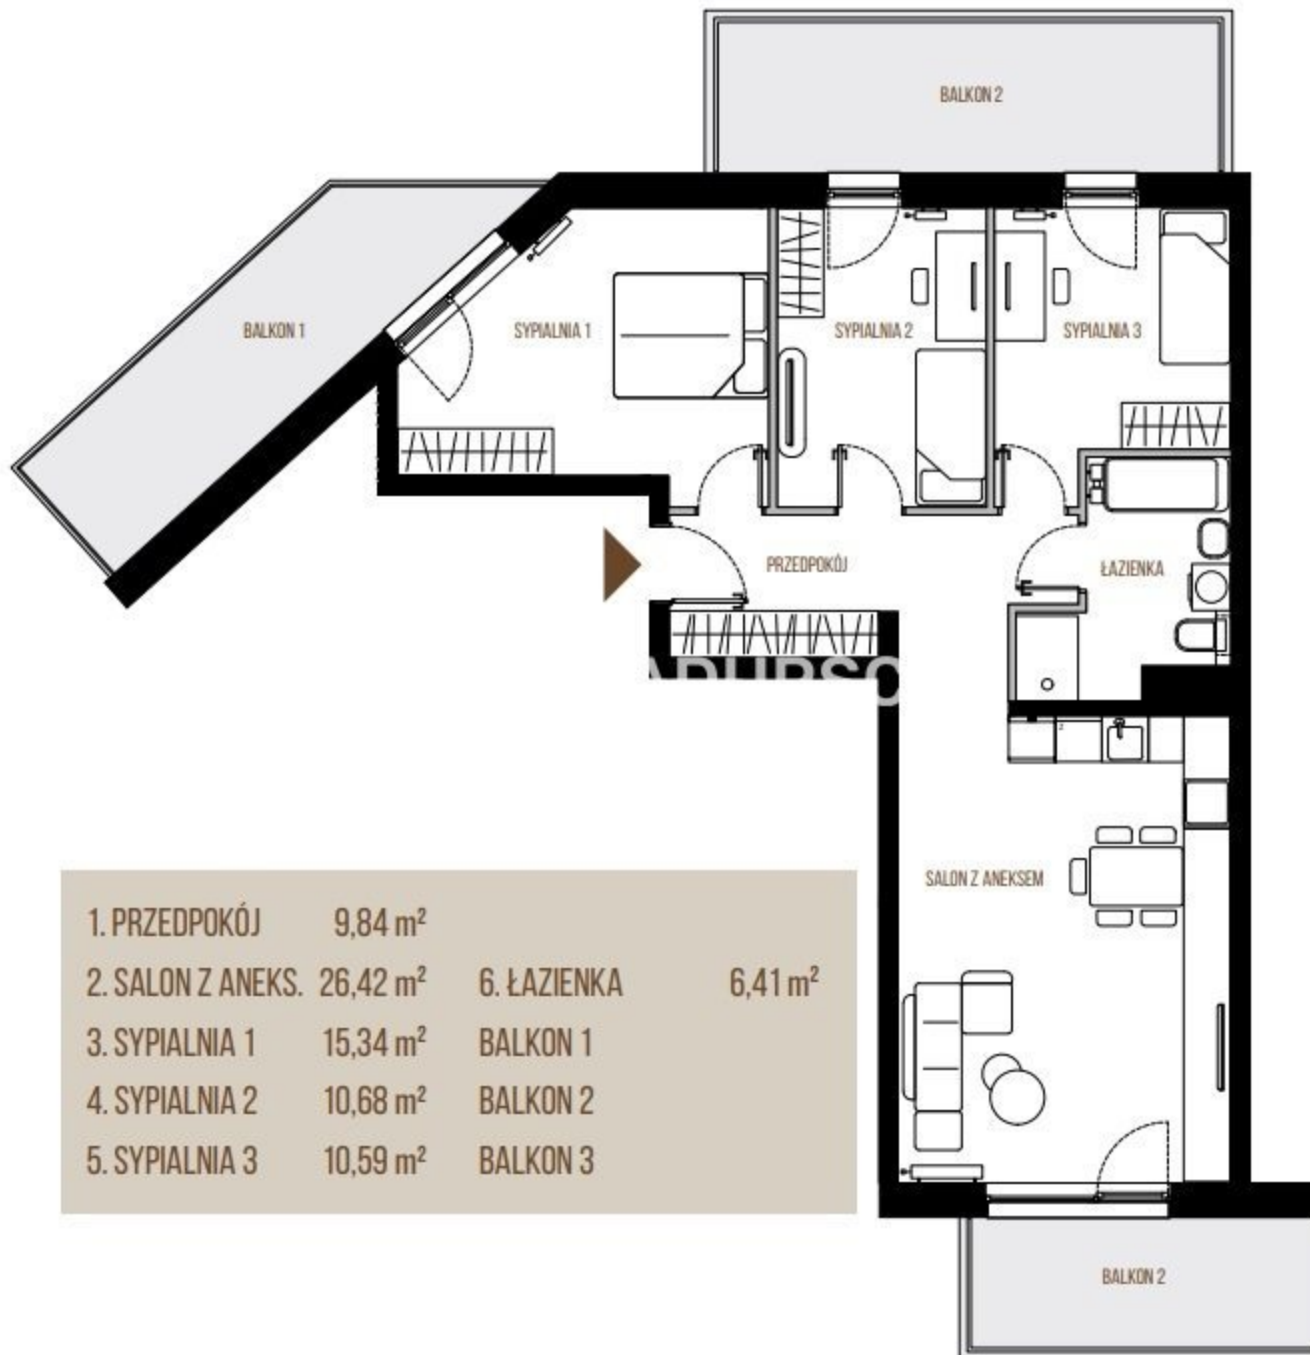 BALKON 2
BALKON 1
SYPIALNIA 1
SYPIALNIA 2
SYPIALNIA 3
PRZEDPOKÓJ
ŁAZIENKA
SALON Z ANEKSEM
1. PRZEDPOKÓJ 9,84 m²
2. SALON Z ANEKS. 26,42 m² 6. ŁAZIENKA 6,41 m²
3. SYPIALNIA 1 15,34 m² BALKON 1
4. SYPIALNIA 2 10,68 m² BALKON 2
5. SYPIALNIA 3 10,59 m² BALKON 3
BALKON 2